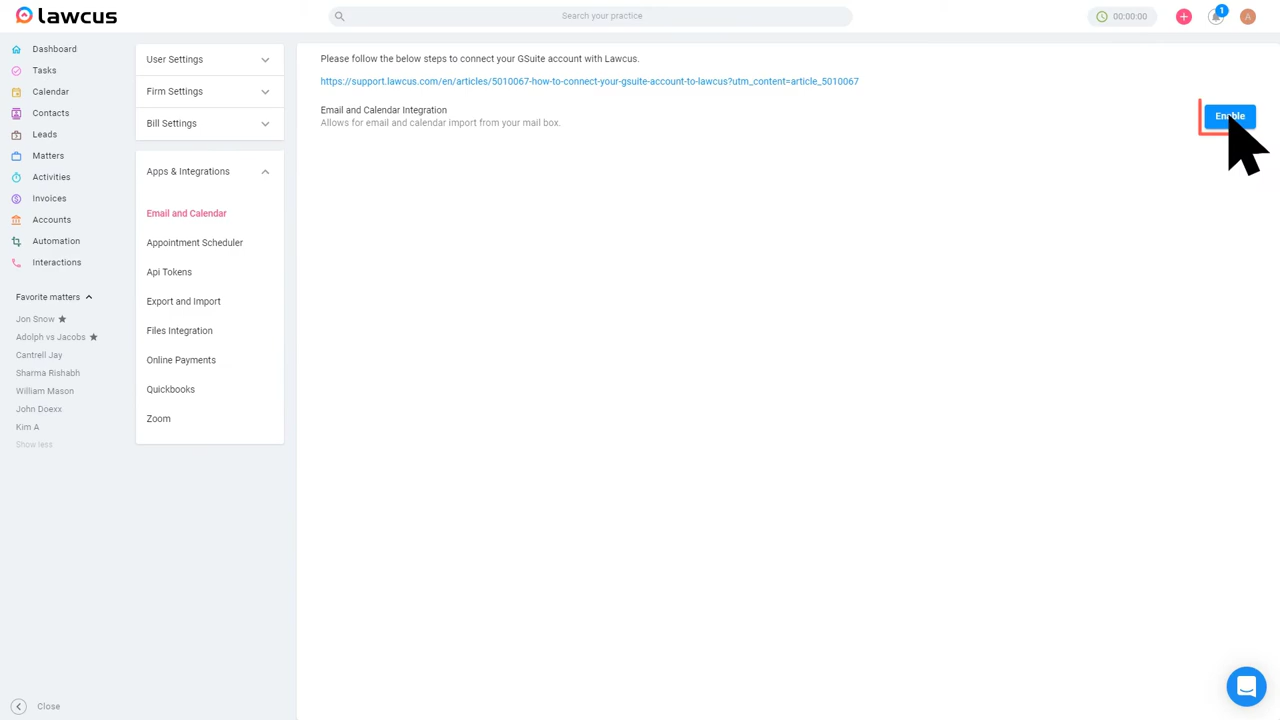 lawcus
Search your practice
00:00:00
1
A
Dashboard
Tasks
Calendar
Contacts
Leads
Matters
Activities
Invoices
Accounts
Automation
Interactions
Favorite matters
Jon Snow
Adolph vs Jacobs
Cantrell Jay
Sharma Rishabh
William Mason
John Doexx
Kim A
Show less
Close
User Settings
Firm Settings
Bill Settings
Apps & Integrations
Email and Calendar
Appointment Scheduler
Api Tokens
Export and Import
Files Integration
Online Payments
Quickbooks
Zoom
Please follow the below steps to connect your GSuite account with Lawcus.
https://support.lawcus.com/en/articles/5010067-how-to-connect-your-gsuite-account-to-lawcus?utm_content=article_5010067
Email and Calendar Integration
Allows for email and calendar import from your mail box.
Enable